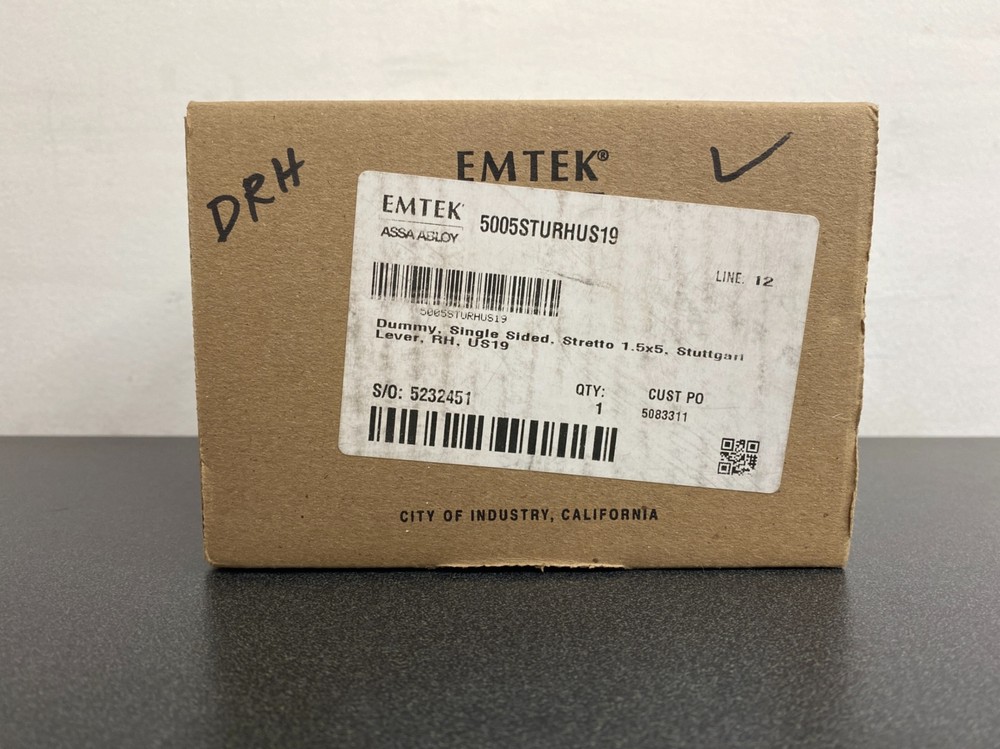 DRH
EMTEK®
EMTEK
ASSA ABLOY
5005STURHUS19
LINE. 12
5005STURHUS19
Dummy, Single Sided, Stretto 1.5x5, Stuttgart
Lever, RH, US19
S/O: 5232451
QTY:
1
CUST PO
5083311
CITY OF INDUSTRY, CALIFORNIA